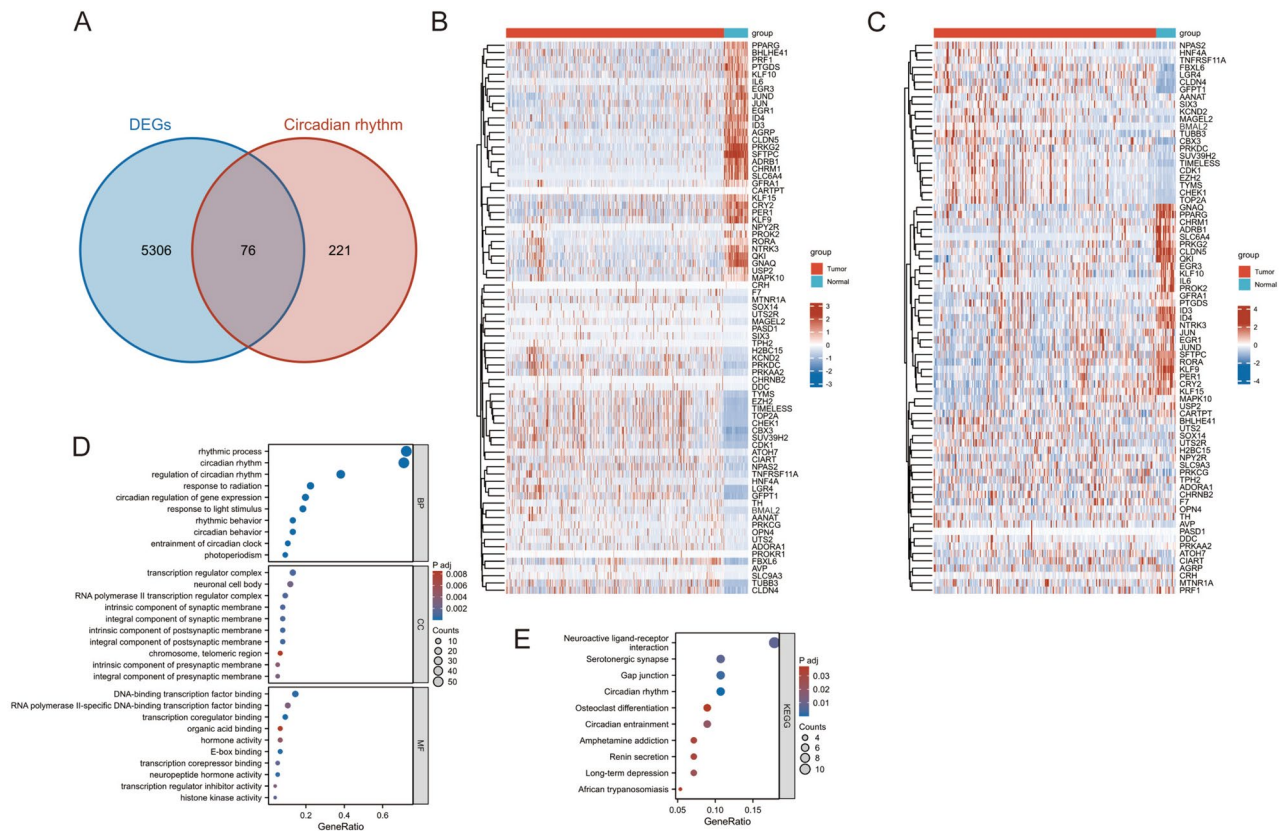 A
DEGs
Circadian rhythm
5306
76
221
B
group
PPARG
BHLHE41
PRF1
PTGDS
KLF10
IL6
EGR3
JUND
JUN
EGR1
ID4
ID3
AGRP
CLDN5
PRKG2
SFTPC
ADRB1
CHRM1
SLC6A4
GFRA1
CARTPT
KLF15
CRY2
PER1
KLF9
NPY2R
PROK2
RORA
NTRK3
QKI
GNAQ
USP2
MAPK10
CRH
F7
MTNR1A
SOX14
UTS2R
MAGEL2
PASD1
SIX3
TPH2
H2BC15
KCND2
PRKDC
PRKAA2
CHRNB2
DDC
TYMS
EZH2
TIMELESS
TOP2A
CHEK1
CBX3
SUV39H2
CDK1
ATOH7
CIART
NPAS2
TNFRSF11A
HNF4A
LGR4
GFPT1
TH
BMAL2
AANAT
PRKCG
OPN4
UTS2
ADORA1
PROKR1
FBXL6
AVP
SLC9A3
TUBB3
CLDN4
group
Tumor
Normal
3
2
1
0
-1
-2
-3
C
group
NPAS2
HNF4A
TNFRSF11A
FBXL6
LGR4
CLDN4
GFPT1
AANAT
SIX3
KCND2
MAGEL2
BMAL2
TUBB3
CBX3
PRKDC
SUV39H2
TIMELESS
CDK1
EZH2
TYMS
CHEK1
TOP2A
GNAQ
PPARG
CHRM1
ADRB1
SLC6A4
PRKG2
CLDN5
QKI
EGR3
KLF10
IL6
PROK2
GFRA1
PTGDS
ID3
ID4
NTRK3
JUN
EGR1
JUND
SFTPC
RORA
KLF9
PER1
CRY2
KLF15
MAPK10
USP2
CARTPT
BHLHE41
UTS2
SOX14
UTS2R
H2BC15
NPY2R
SLC9A3
PRKCG
TPH2
ADORA1
CHRNB2
F7
OPN4
TH
AVP
PASD1
DDC
PRKAA2
ATOH7
CIART
AGRP
CRH
MTNR1A
PRF1
group
Tumor
Normal
4
2
0
-2
-4
D
rhythmic process
circadian rhythm
regulation of circadian rhythm
response to radiation
circadian regulation of gene expression
response to light stimulus
rhythmic behavior
circadian behavior
entrainment of circadian clock
photoperiodism
BP
transcription regulator complex
neuronal cell body
RNA polymerase II transcription regulator complex
intrinsic component of synaptic membrane
integral component of synaptic membrane
intrinsic component of postsynaptic membrane
integral component of postsynaptic membrane
chromosome, telomeric region
intrinsic component of presynaptic membrane
integral component of presynaptic membrane
CC
DNA-binding transcription factor binding
RNA polymerase II-specific DNA-binding transcription factor binding
transcription coregulator binding
organic acid binding
hormone activity
E-box binding
transcription corepressor binding
neuropeptide hormone activity
transcription regulator inhibitor activity
histone kinase activity
MF
0.2 0.4 0.6
GeneRatio
P adj
0.008
0.006
0.004
0.002
Counts
10
20
30
40
50
E
Neuroactive ligand-receptor
interaction
Serotonergic synapse
Gap junction
Circadian rhythm
Osteoclast differentiation
Circadian entrainment
Amphetamine addiction
Renin secretion
Long-term depression
African trypanosomiasis
KEGG
0.05 0.10 0.15
GeneRatio
P adj
0.03
0.02
0.01
Counts
4
6
8
10